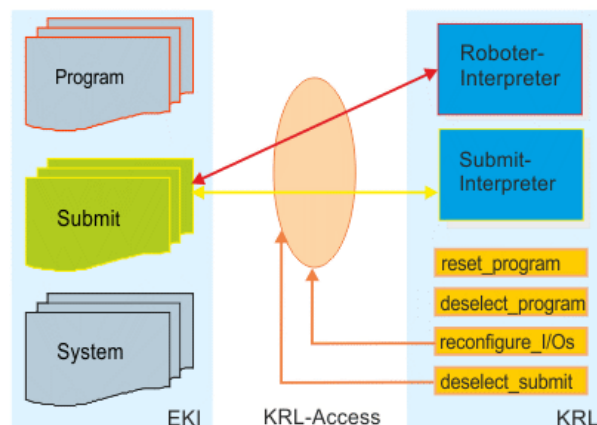 Program
Submit
System
EKI
KRL-Access
Roboter-
Interpreter
Submit-
Interpreter
reset_program
deselect_program
reconfigure_I/Os
deselect_submit
KRL